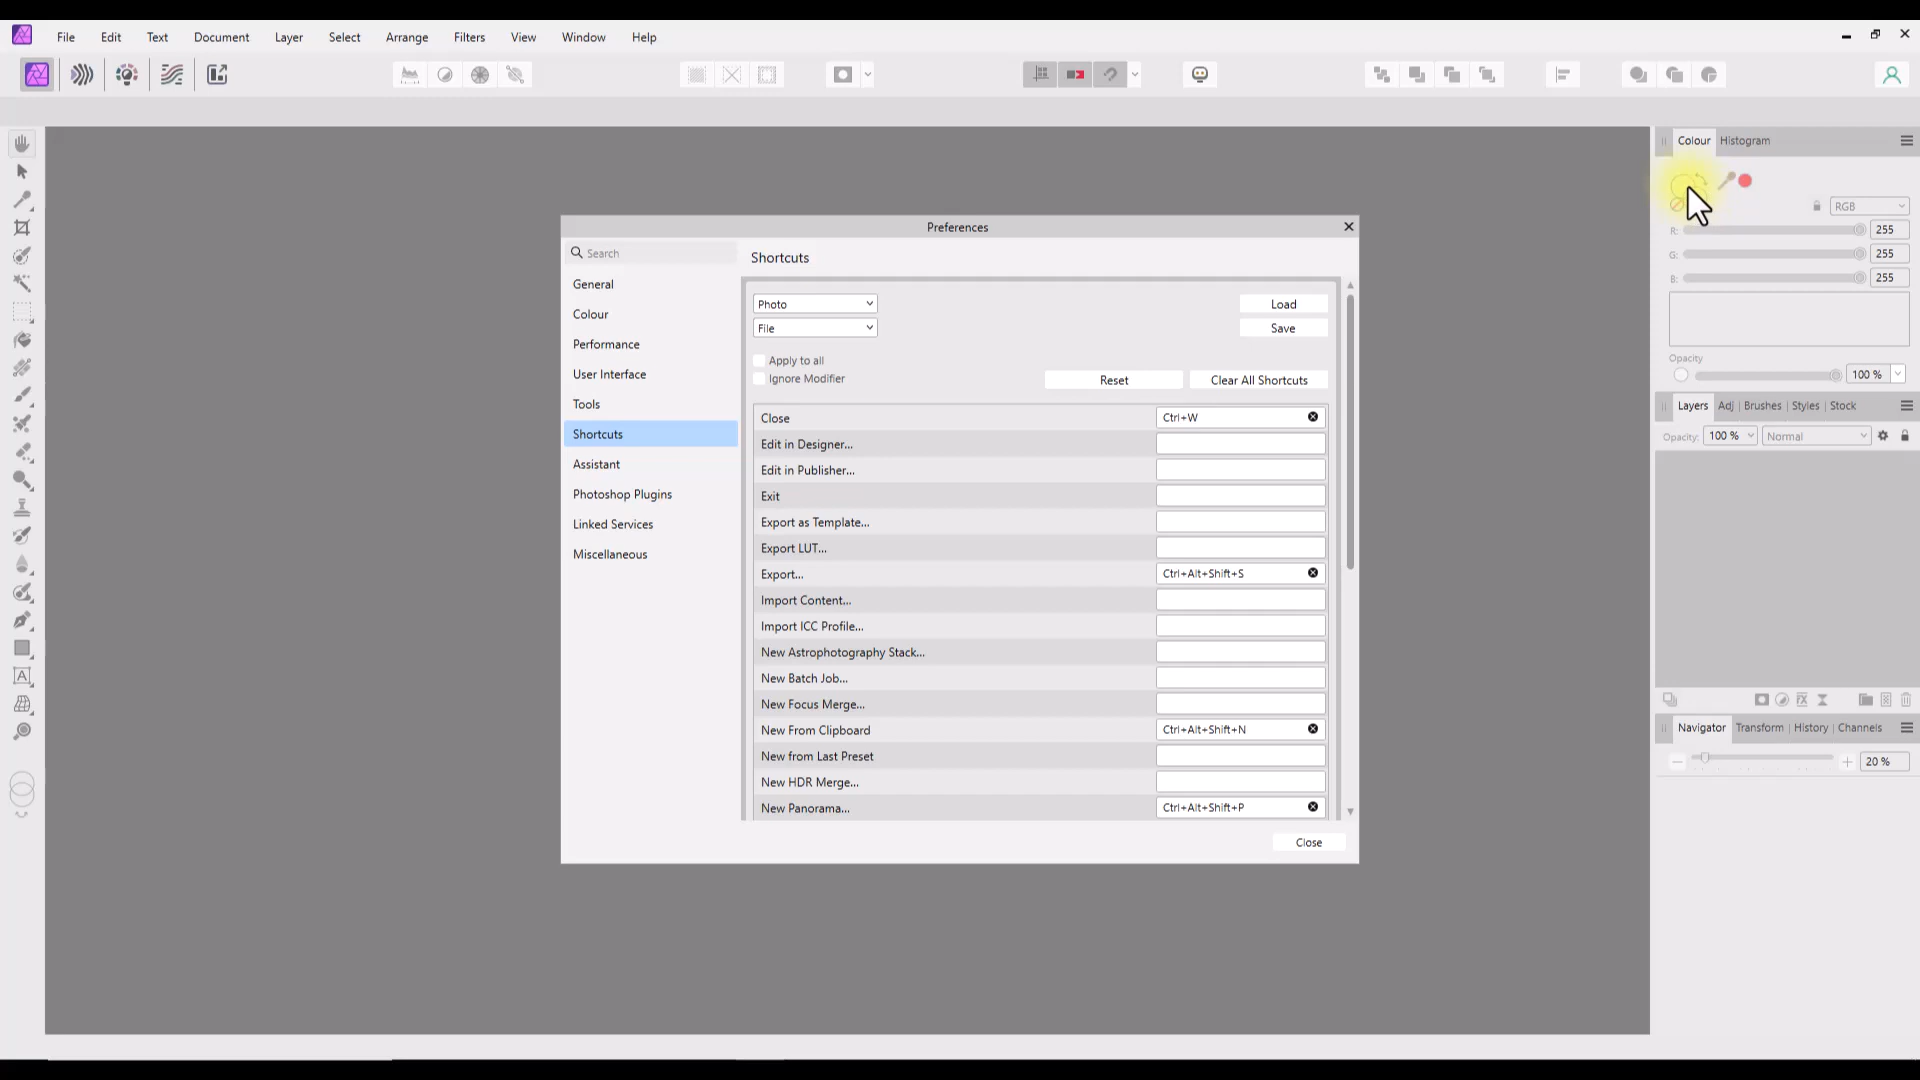 File Edit Text Document Layer Select Arrange Filters View Window Help
Colour Histogram
RGB
R: 255
G: 255
B: 255
Opacity
100 %
Layers Adj Brushes Styles Stock
Opacity: 100 % Normal
Navigator Transform History Channels
20 %
Preferences
Search
General
Colour
Performance
User Interface
Tools
Shortcuts
Assistant
Photoshop Plugins
Linked Services
Miscellaneous
Shortcuts
Photo Load
File Save
Apply to all
Ignore Modifier Reset Clear All Shortcuts
Close Ctrl+W
Edit in Designer...
Edit in Publisher...
Exit
Export as Template...
Export LUT...
Export... Ctrl+Alt+Shift+S
Import Content...
Import ICC Profile...
New Astrophotography Stack...
New Batch Job...
New Focus Merge...
New From Clipboard Ctrl+Alt+Shift+N
New from Last Preset
New HDR Merge...
New Panorama... Ctrl+Alt+Shift+P
Close